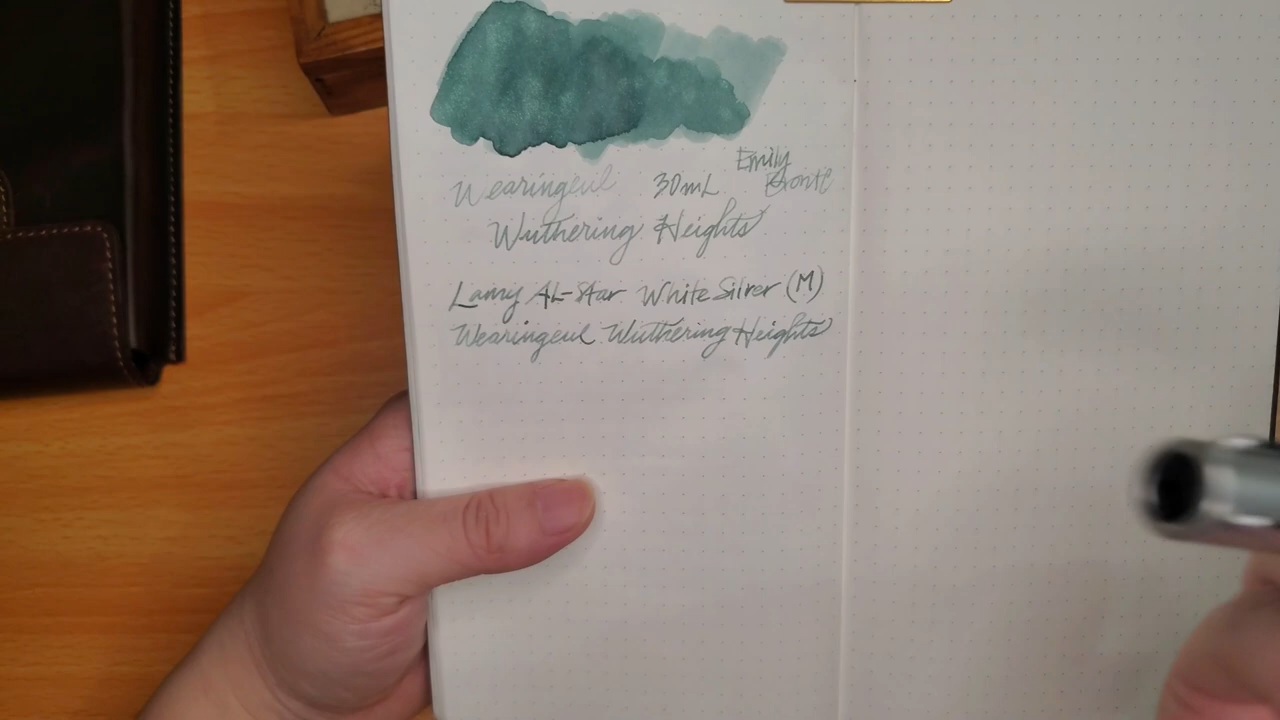 Wearingeul 30mL Emily Bronte
Wuthering Heights
Lamy AL-Star White Silver (M)
Wearingeul Wuthering Heights